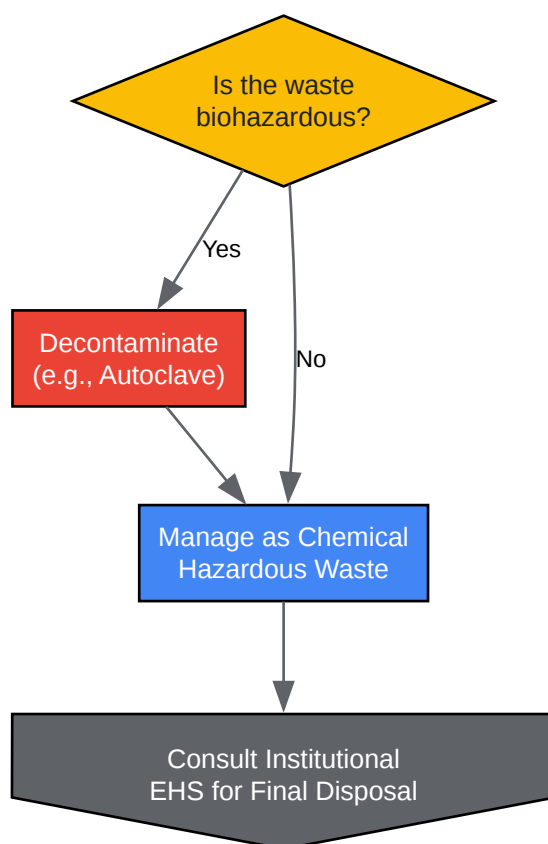 Is the waste
biohazardous?
Yes
Decontaminate
(e.g., Autoclave)
No
Manage as Chemical
Hazardous Waste
Consult Institutional
EHS for Final Disposal